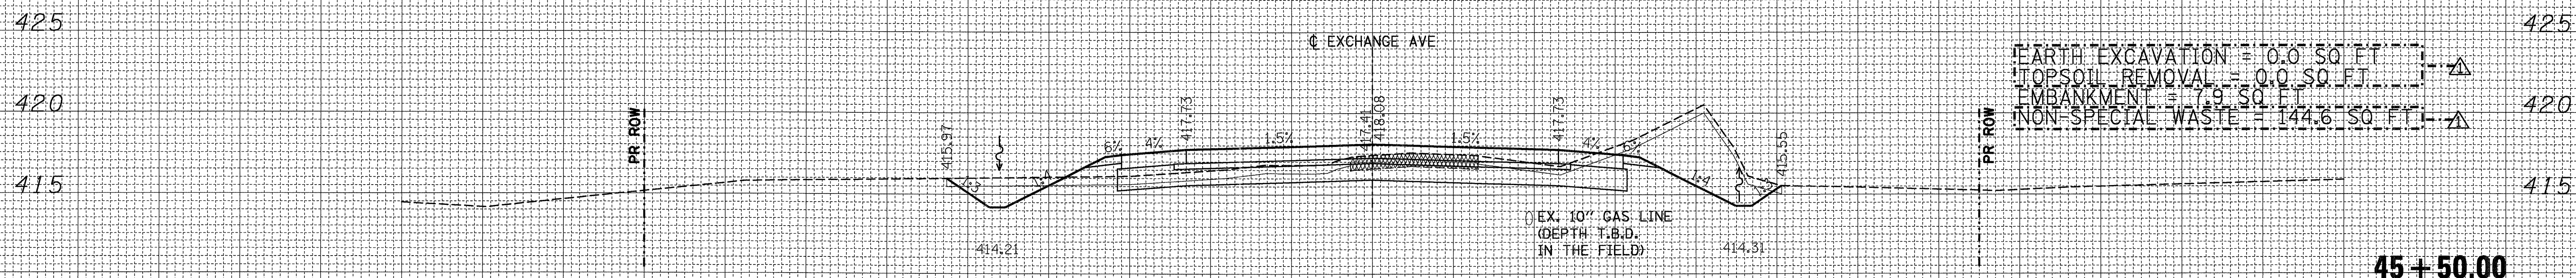 425
425
℄ EXCHANGE AVE
EARTH EXCAVATION = 0.0 SQ FT
TOPSOIL REMOVAL = 0.0 SQ FT
1
EMBANKMENT = 7.9 SQ FT
NON-SPECIAL WASTE = 144.6 SQ FT
1
420
420
PR ROW
415.97
6%
4%
417.73
1.5%
417.41
418.08
1.5%
417.73
4%
6%
415.55
PR ROW
415
1:3
1:4
1:4
1:3
415
EX. 10" GAS LINE
(DEPTH T.B.D.
IN THE FIELD)
414.21
414.31
45 + 50.00